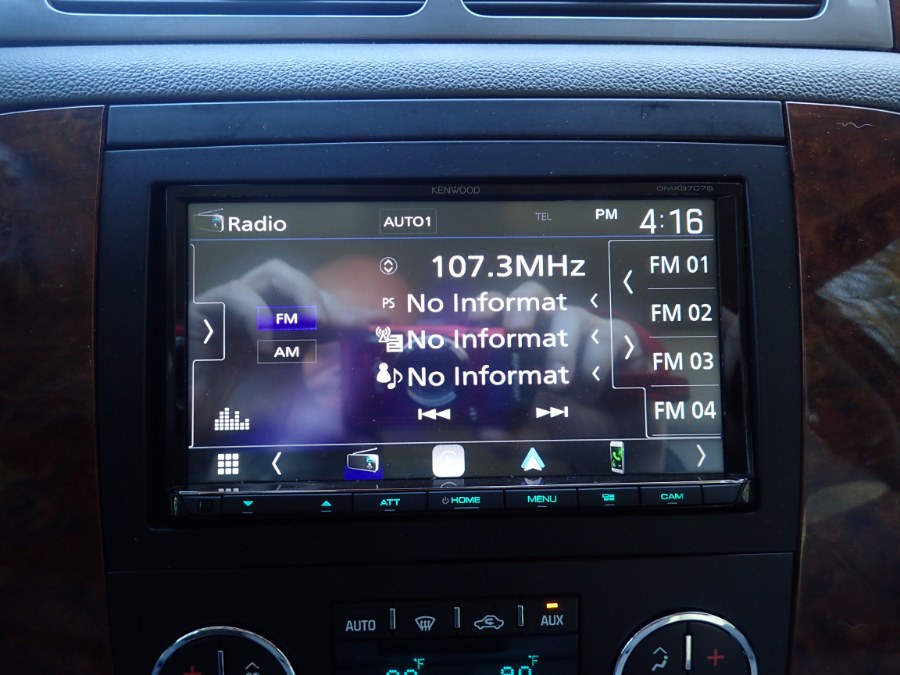 KENWOOD
Radio
AUTO1
TEL
PM 4:16
107.3MHz
PS No Informat
No Informat
No Informat
FM
AM
FM 01
FM 02
FM 03
FM 04
ATT
HOME
MENU
CAM
AUTO
AUX
°F
°F